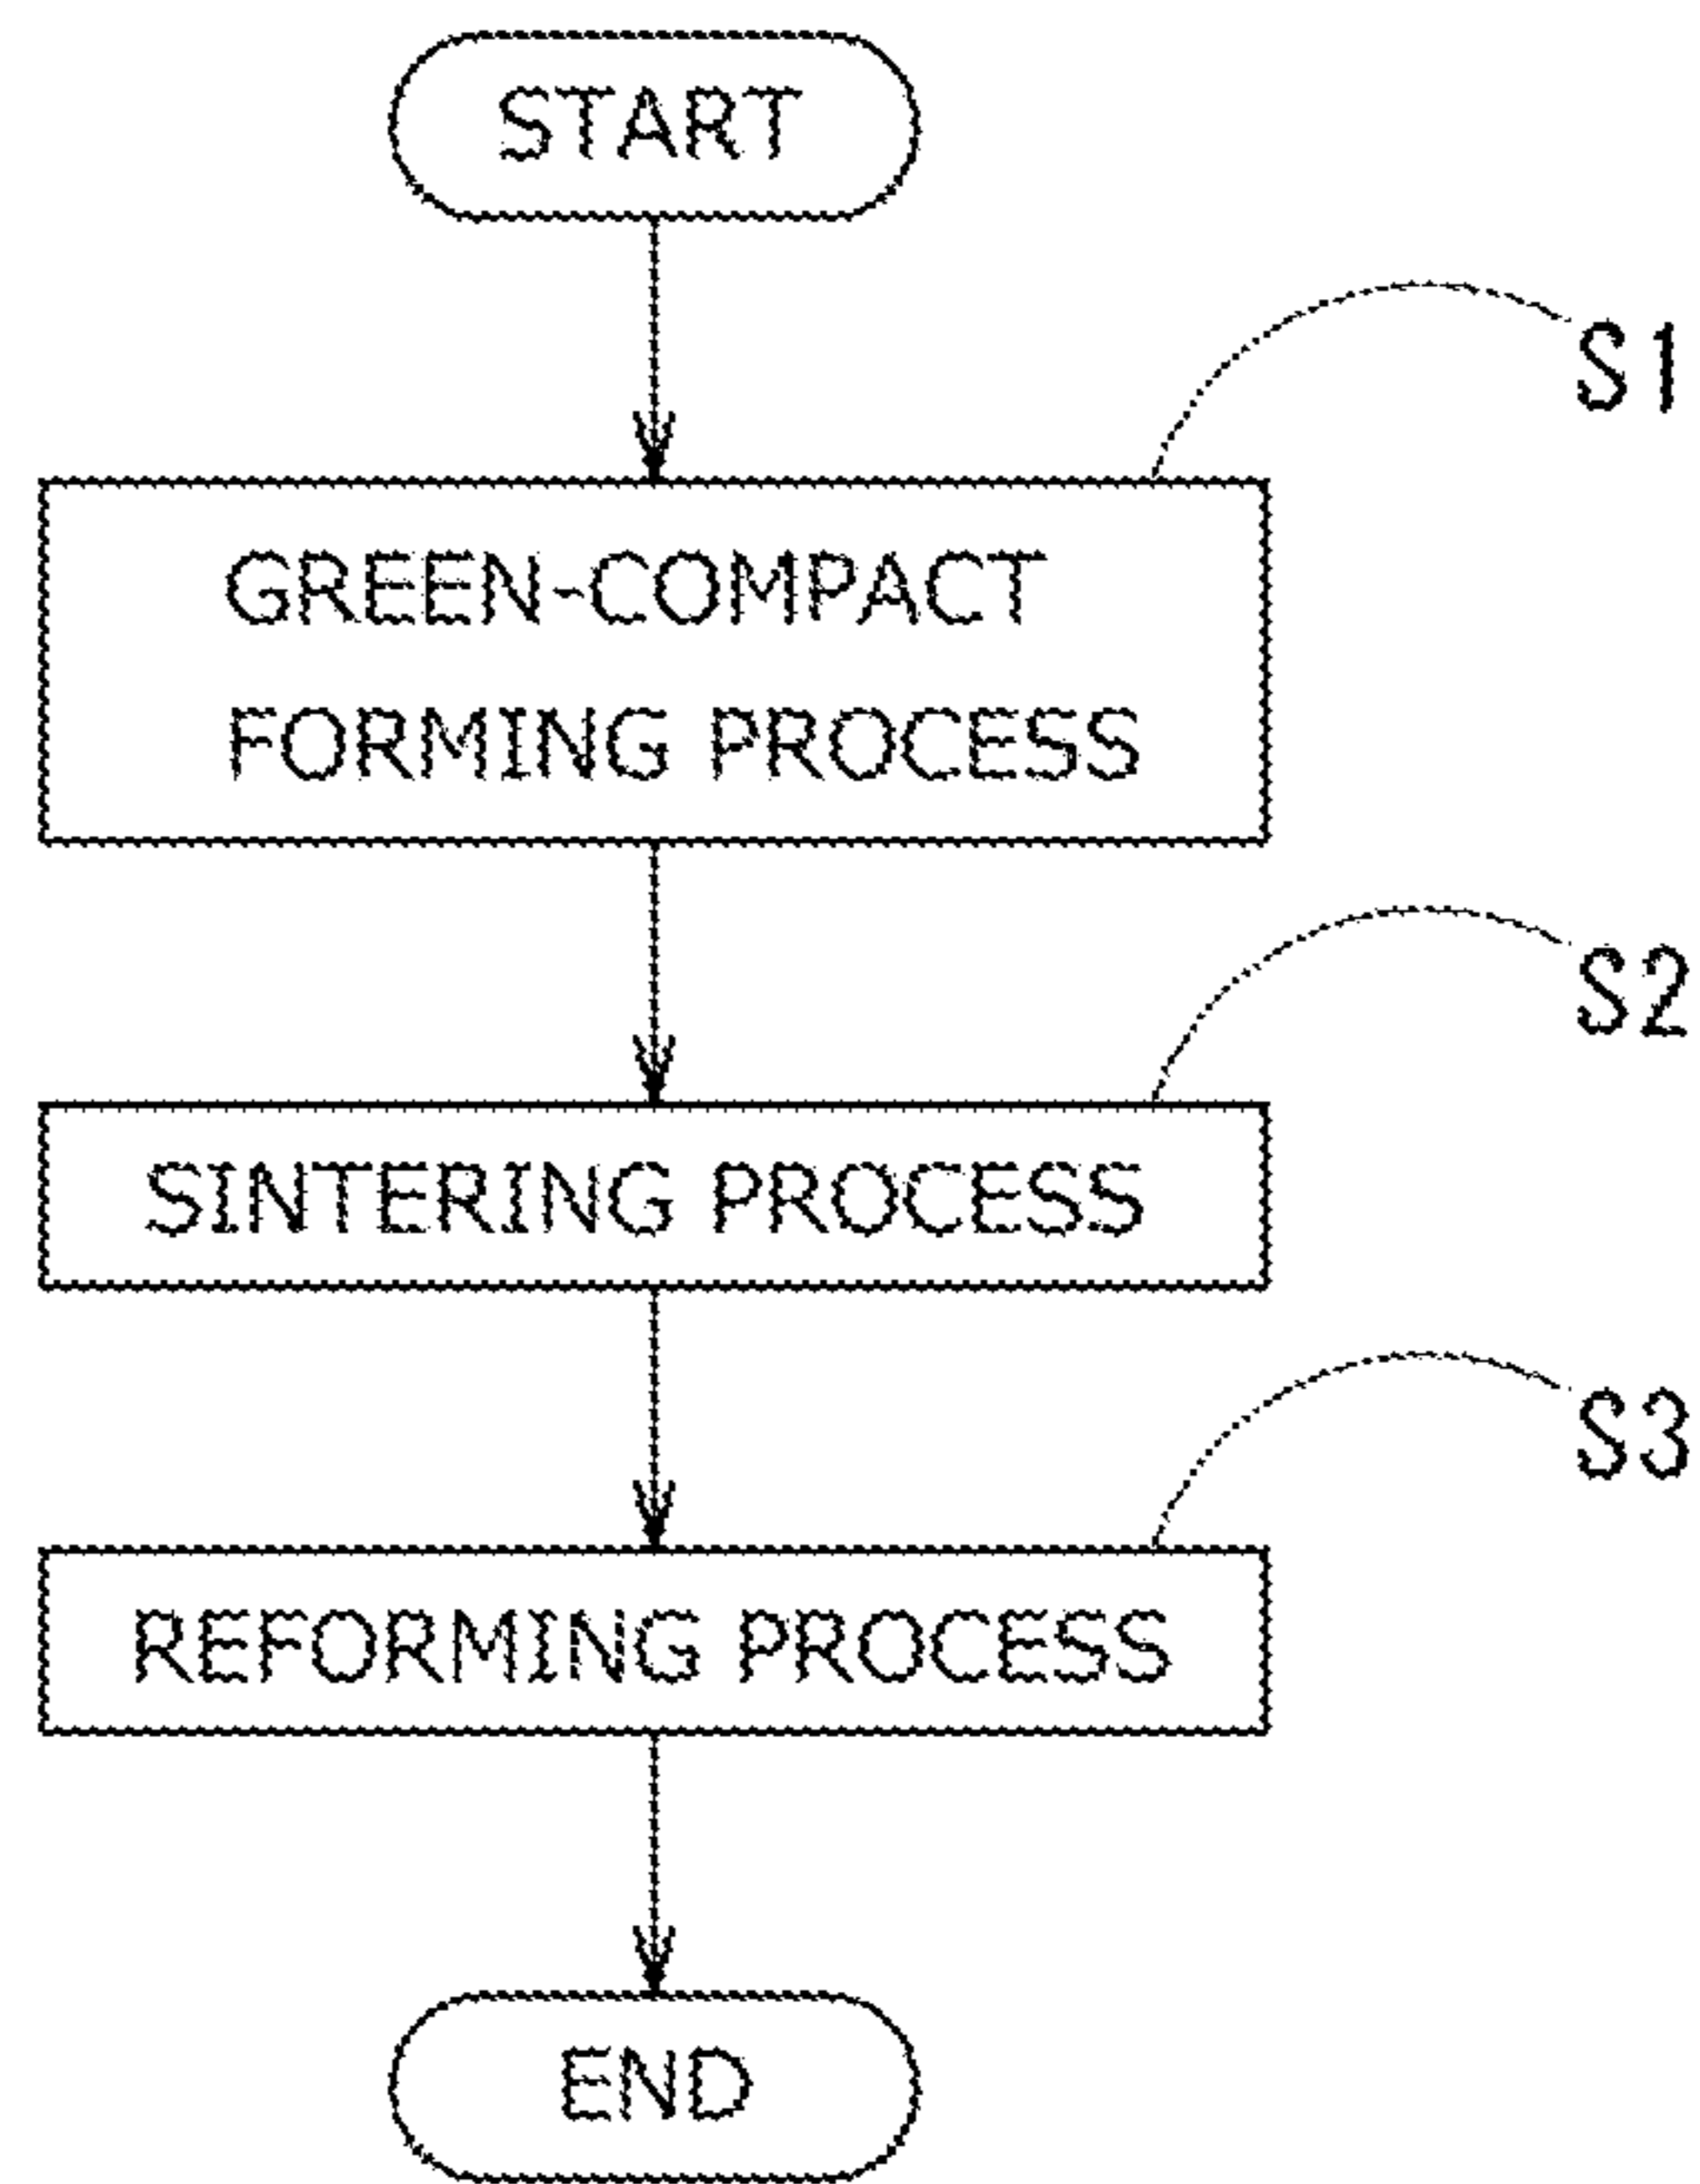 START
S1
GREEN-COMPACT
FORMING PROCESS
S2
SINTERING PROCESS
S3
REFORMING PROCESS
END